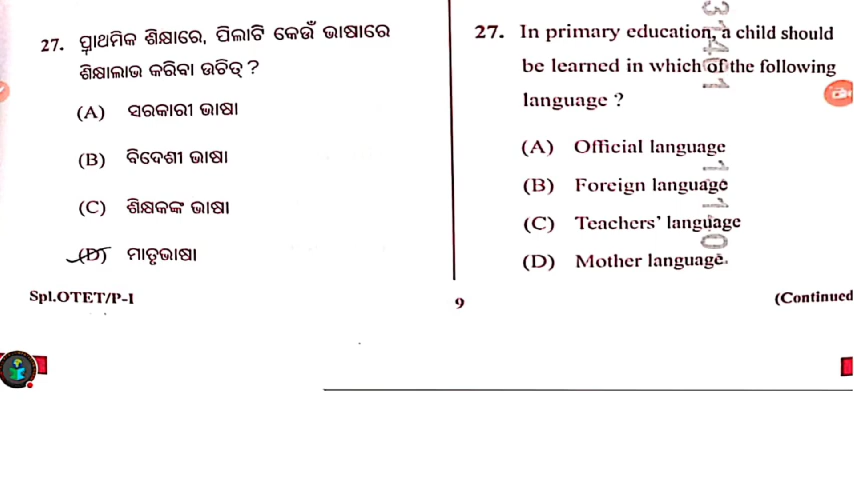 27. ପ୍ରାଥମିକ ଶିକ୍ଷାରେ, ପିଲାଟି କେଉଁ ଭାଷାରେ
ଶିକ୍ଷାଲାଭ କରିବା ଉଚିତ୍ ?
(A) ସରକାରୀ ଭାଷା
(B) ବିଦେଶୀ ଭାଷା
(C) ଶିକ୍ଷକଙ୍କ ଭାଷା
(D) ମାତୃଭାଷା
Spl.OTET/P-I
27. In primary education, a child should
be learned in which of the following
language ?
(A) Official language
(B) Foreign language
(C) Teachers’ language
(D) Mother language.
9
(Continued